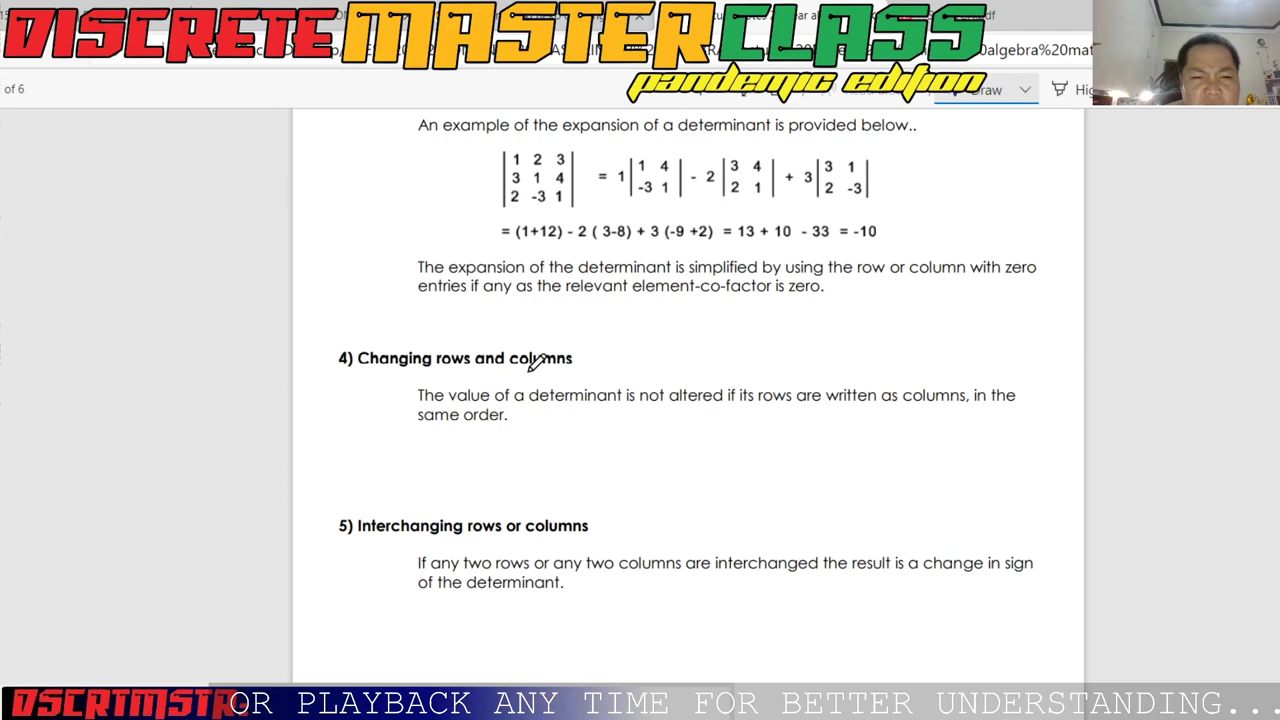 DISCRETE MASTER CLASS
pandemic edition
0algebra%20mat
of 6
Draw
Hig
An example of the expansion of a determinant is provided below..
1 2 3
3 1 4
2 -3 1
= 1 1 4 -3 1 - 2 3 4 2 1 + 3 3 1 2 -3
= (1+12) - 2 ( 3-8) + 3 (-9 +2) = 13 + 10 - 33 = -10
The expansion of the determinant is simplified by using the row or column with zero
entries if any as the relevant element-co-factor is zero.
4) Changing rows and columns
The value of a determinant is not altered if its rows are written as columns, in the
same order.
5) Interchanging rows or columns
If any two rows or any two columns are interchanged the result is a change in sign
of the determinant.
DSCRTMSTR
OR PLAYBACK ANY TIME FOR BETTER UNDERSTANDING...